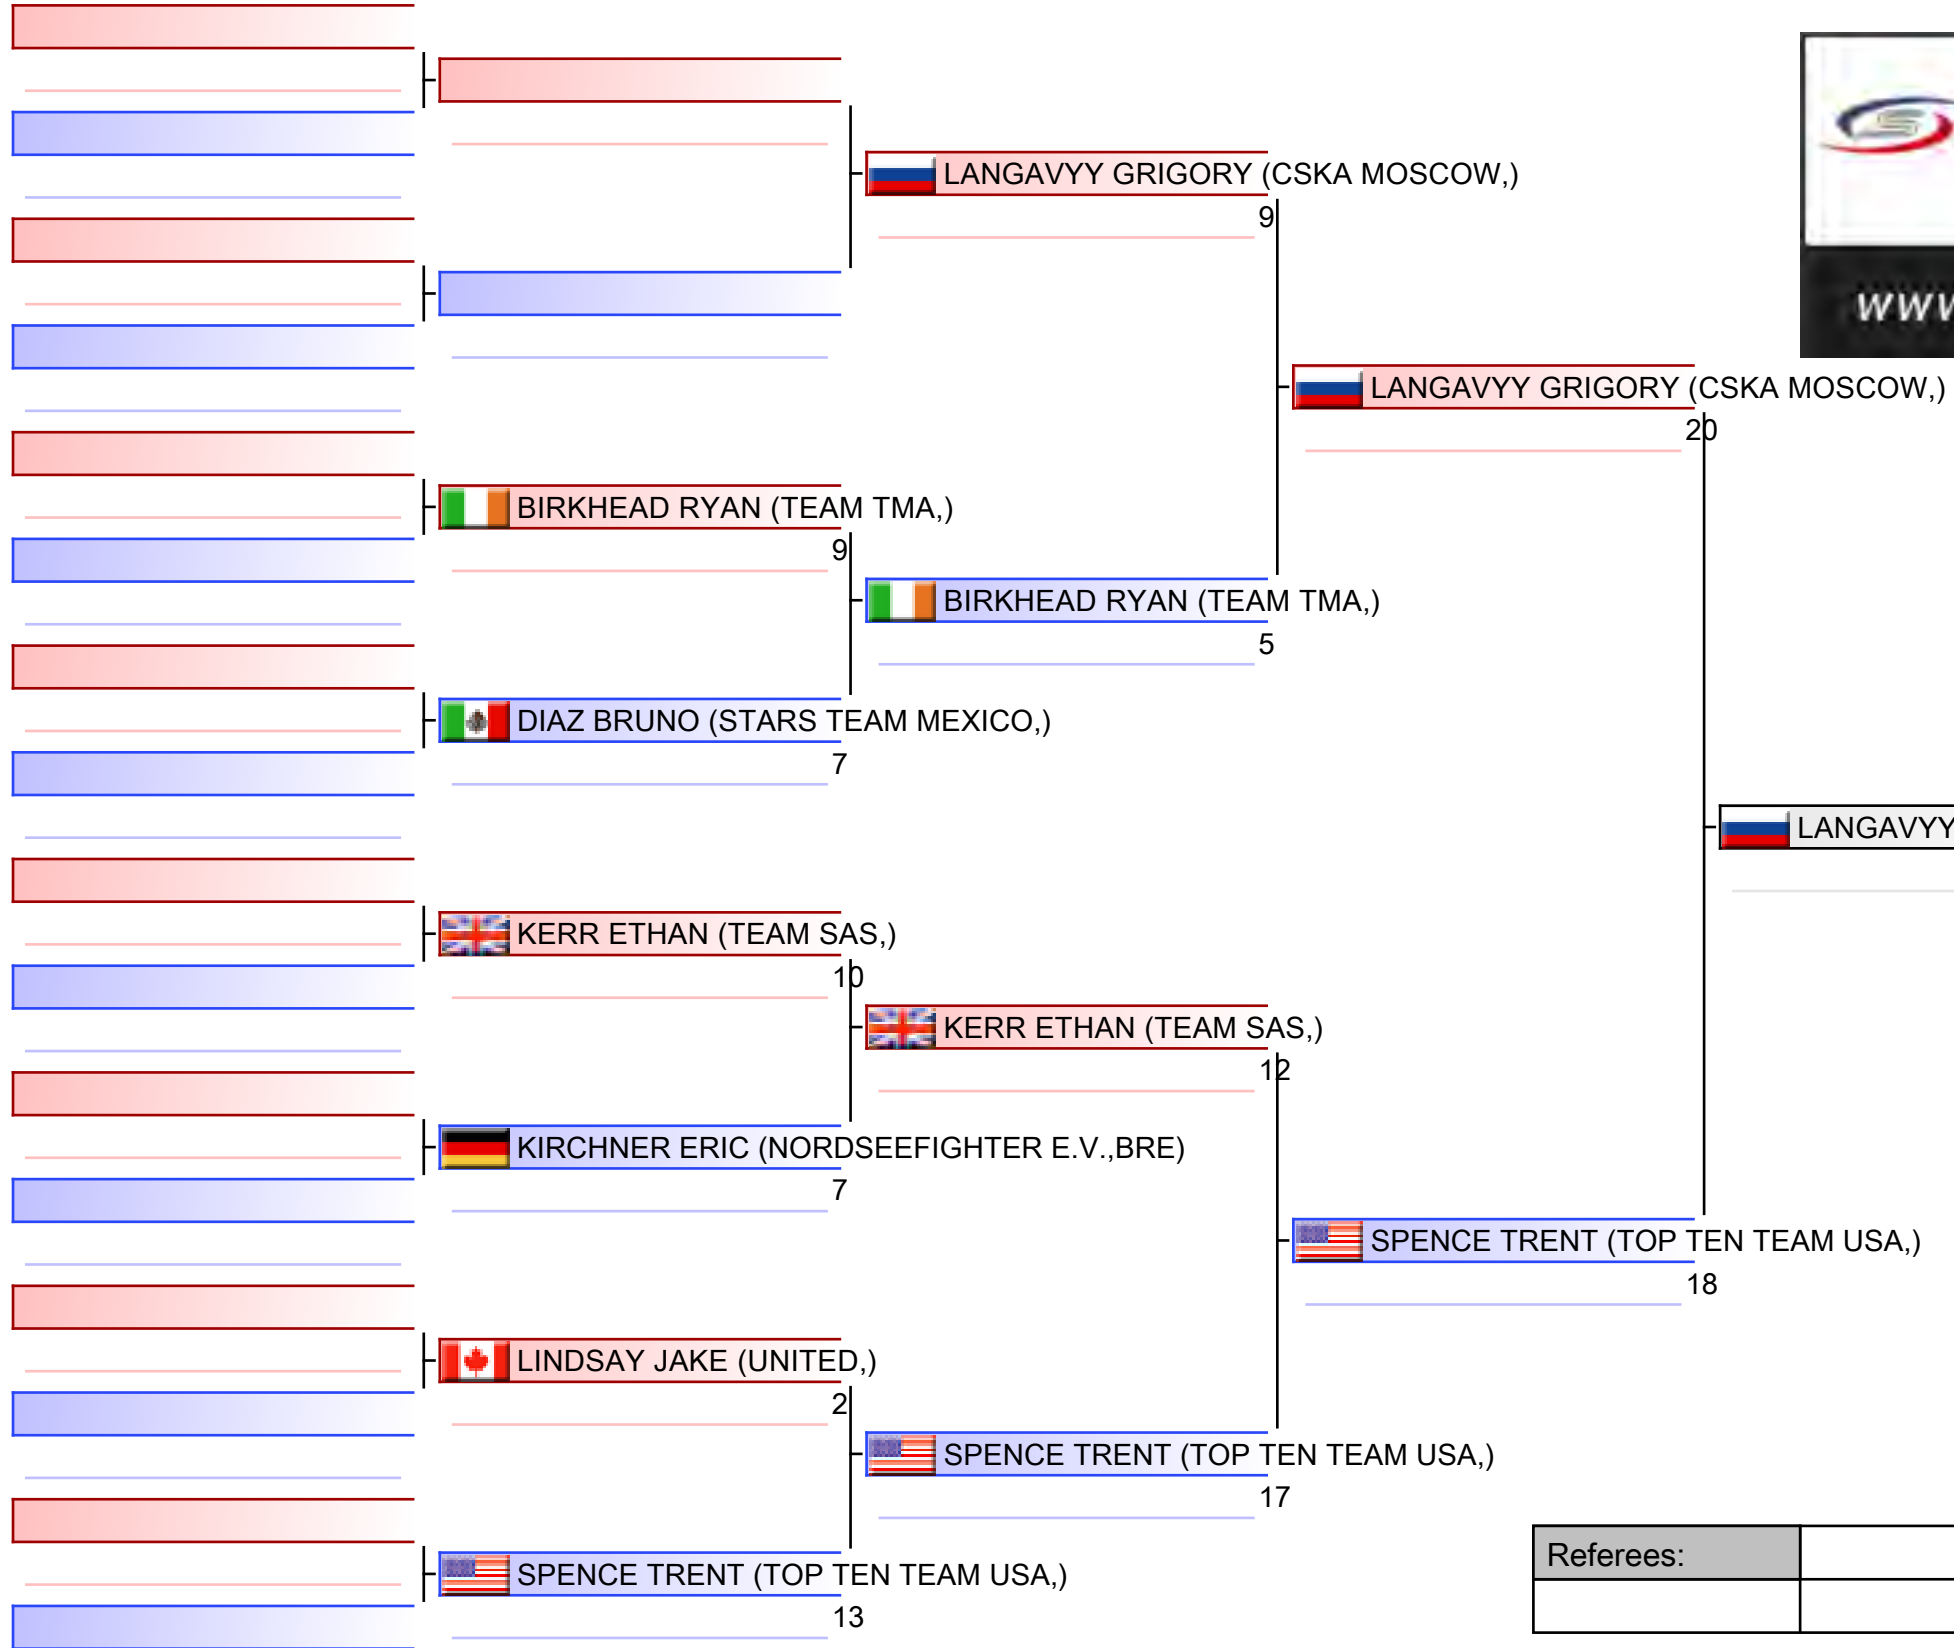 LANGAVYY GRIGORY (CSKA MOSCOW,)
9
www
LANGAVYY GRIGORY (CSKA MOSCOW,)
20
BIRKHEAD RYAN (TEAM TMA,)
9
BIRKHEAD RYAN (TEAM TMA,)
5
DIAZ BRUNO (STARS TEAM MEXICO,)
7
LANGAVYY
KERR ETHAN (TEAM SAS,)
10
KERR ETHAN (TEAM SAS,)
12
KIRCHNER ERIC (NORDSEEFIGHTER E.V.,BRE)
7
SPENCE TRENT (TOP TEN TEAM USA,)
18
LINDSAY JAKE (UNITED,)
2
SPENCE TRENT (TOP TEN TEAM USA,)
17
Referees:
SPENCE TRENT (TOP TEN TEAM USA,)
13